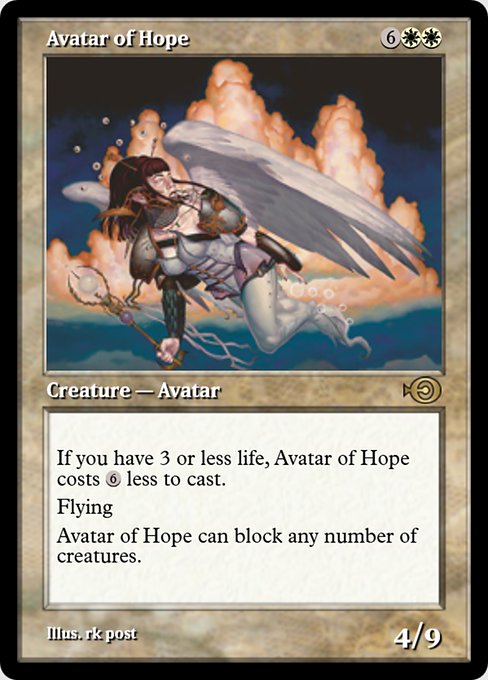 Avatar of Hope 6
Creature — Avatar
If you have 3 or less life, Avatar of Hope
costs 6 less to cast.
Flying
Avatar of Hope can block any number of
creatures.
Illus. rk post
4/9